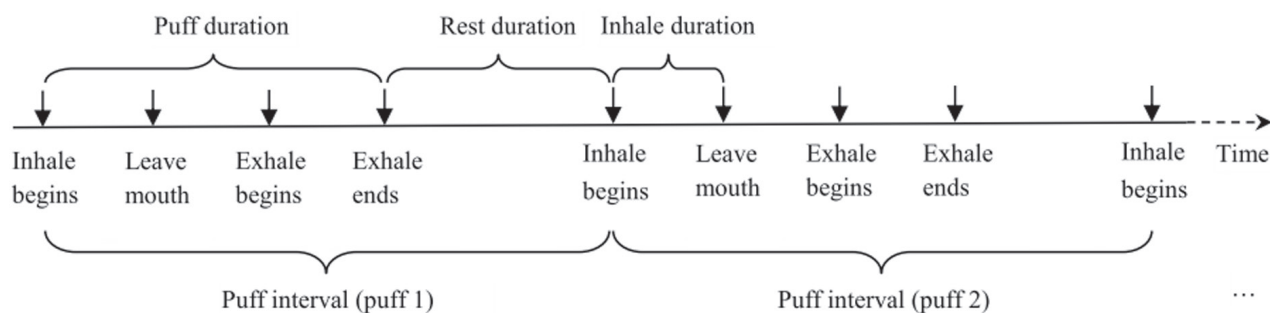 Puff duration
Rest duration
Inhale duration
Inhale begins
Leave mouth
Exhale begins
Exhale ends
Inhale begins
Leave mouth
Exhale begins
Exhale ends
Inhale begins
Time
Puff interval (puff 1)
Puff interval (puff 2)
...